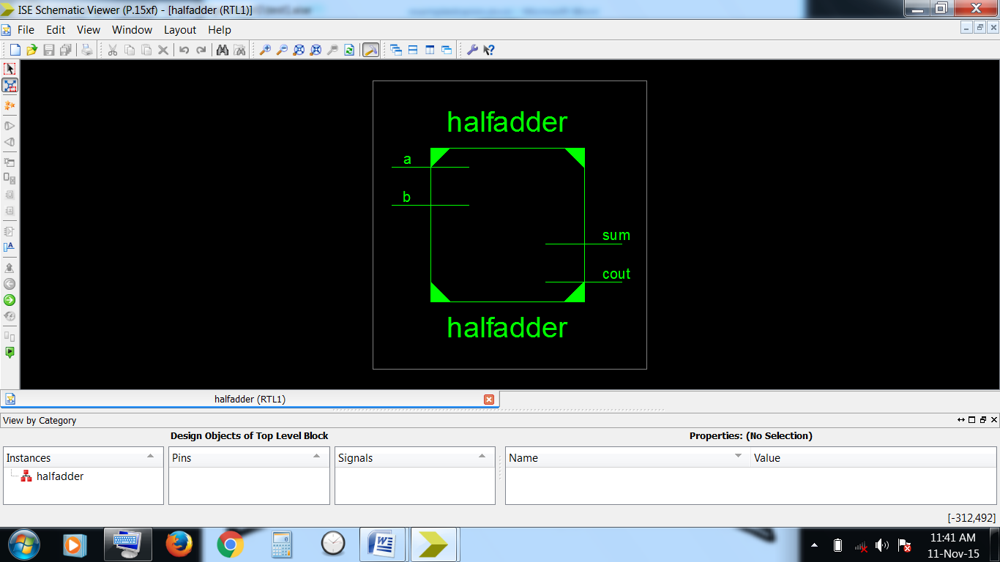 ISE Schematic Viewer (P.15xf) - [halfadder (RTL1)]
File Edit View Window Layout Help
halfadder
a
b
sum
cout
halfadder
halfadder (RTL1)
View by Category
Design Objects of Top Level Block
Properties: (No Selection)
Instances
Pins
Signals
Name
Value
halfadder
[-312,492]
11:41 AM
11-Nov-15